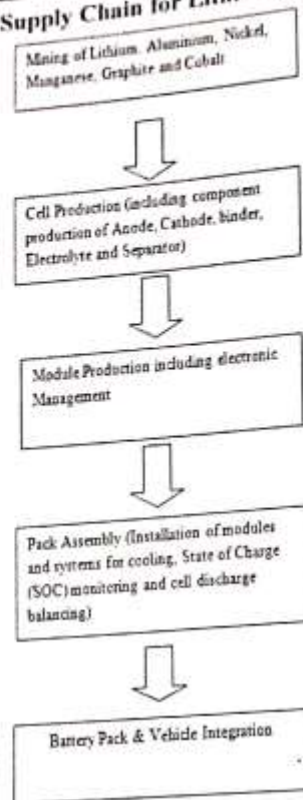 Supply Chain for
Mining of Lithium, Aluminium, Nickel,
Manganese, Graphite and Cobalt
Cell Production (including component
production of Anode, Cathode, binder,
Electrolyte and Separator)
Module Production including electronic
Management
Pack Assembly (Installation of modules
and systems for cooling, State of Charge
(SOC) monitoring and cell discharge
balancing)
Battery Pack & Vehicle Integration